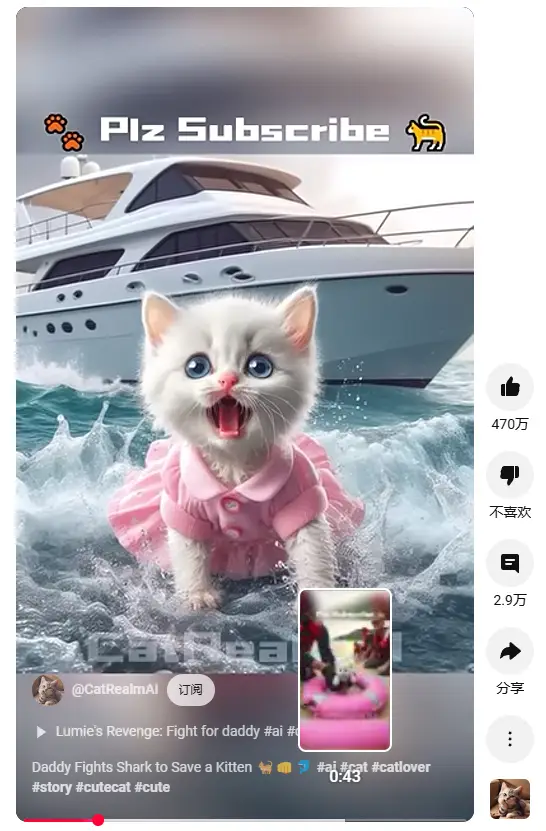 Plz Subscribe
470万
不喜欢
2.9万
分享
CatRealmAI
@CatRealmAI
订阅
Lumie's Revenge: Fight for daddy #ai
Daddy Fights Shark to Save a Kitten 🐈👊🦈 #ai #cat #catlover
#story #cutecat #cute
0:43